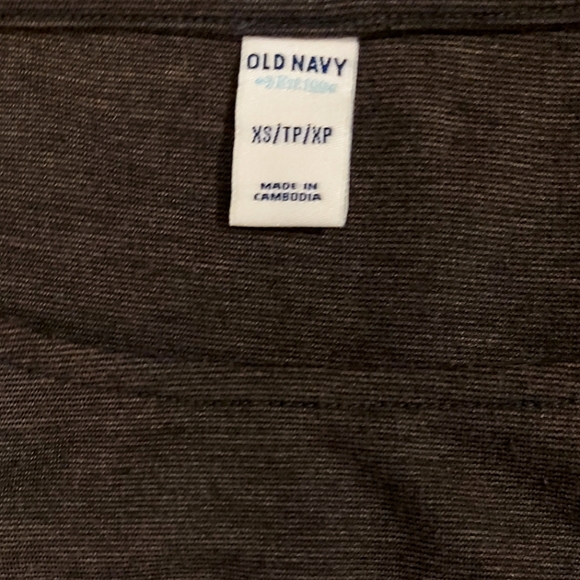 OLD NAVY
XS/TP/XP
MADE IN
CAMBODIA